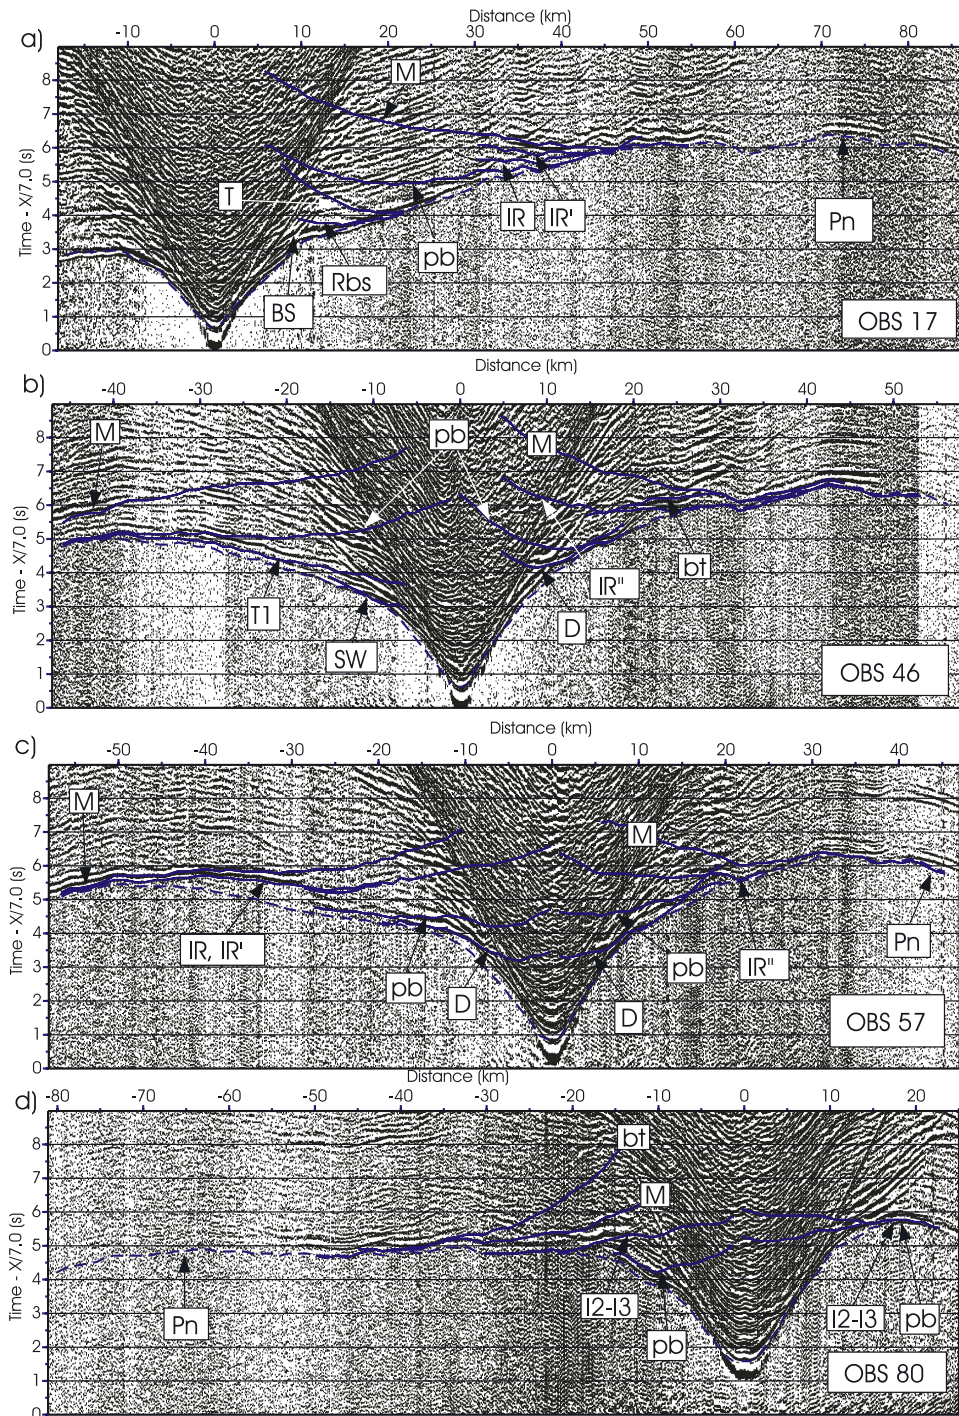 Distance (km)
a)
-10 0 10 20 30 40 50 60 70 80
Time - X/7.0 (s)
8
7
6
5
4
3
2
1
0
M
T
IR IR'
Pn
pb
Rbs
BS
OBS 17
Distance (km)
b)
-40 -30 -20 -10 0 10 20 30 40 50
Time - X/7.0 (s)
8
7
6
5
4
3
2
1
0
M
pb
M
bt
IR"
T1
D
SW
OBS 46
Distance (km)
c)
-50 -40 -30 -20 -10 0 10 20 30 40
Time - X/7.0 (s)
8
7
6
5
4
3
2
1
0
M
M
IR, IR'
Pn
pb
pb
IR"
D
D
OBS 57
Distance (km)
d)
-80 -70 -60 -50 -40 -30 -20 -10 0 10 20
Time - X/7.0 (s)
8
7
6
5
4
3
2
1
0
bt
M
I2-I3
Pn
pb
I2-I3
pb
OBS 80